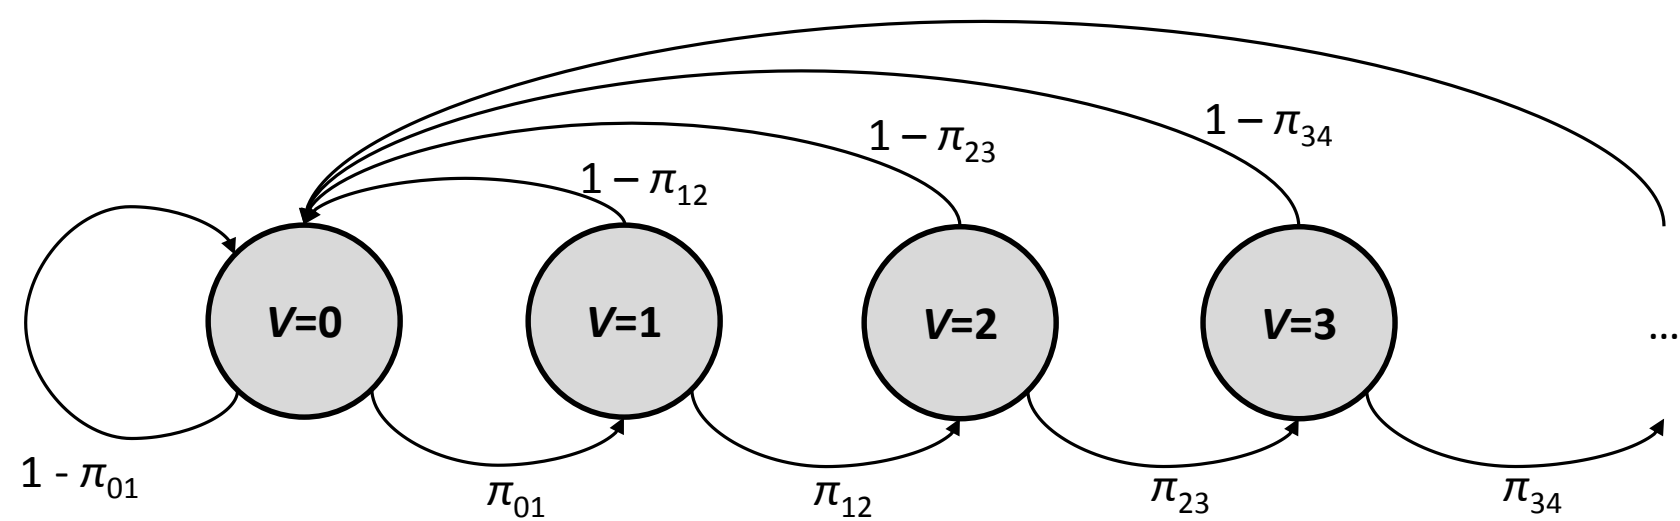 1 – π34
1 – π23
1 – π12
V=0
V=1
V=2
V=3
...
1 - π01
π01
π12
π23
π34